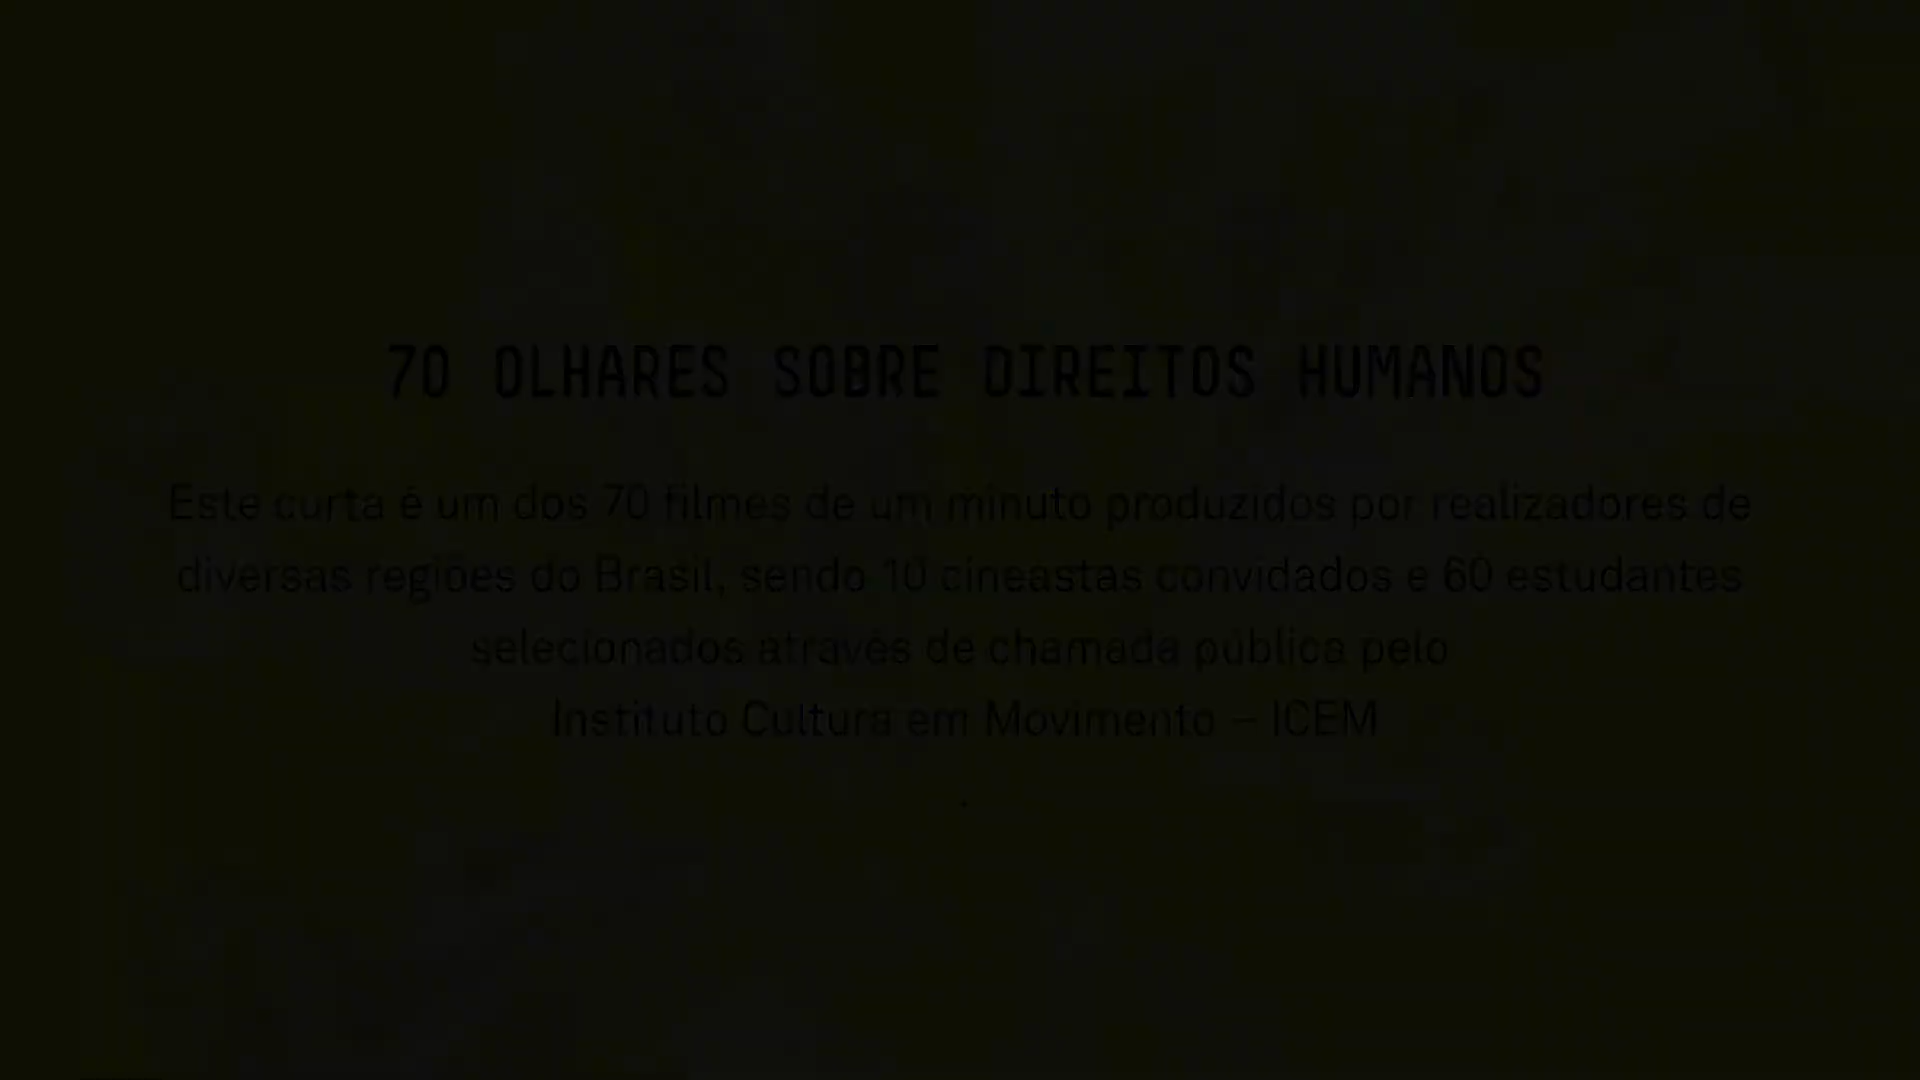 70 OLHARES SOBRE DIREITOS HUMANOS
Este curta é um dos 70 filmes de um minuto produzidos por realizadores de
diversas regiões do Brasil, sendo 10 cineastas convidados e 60 estudantes
selecionados através de chamada pública pelo
Instituto Cultura em Movimento – ICEM